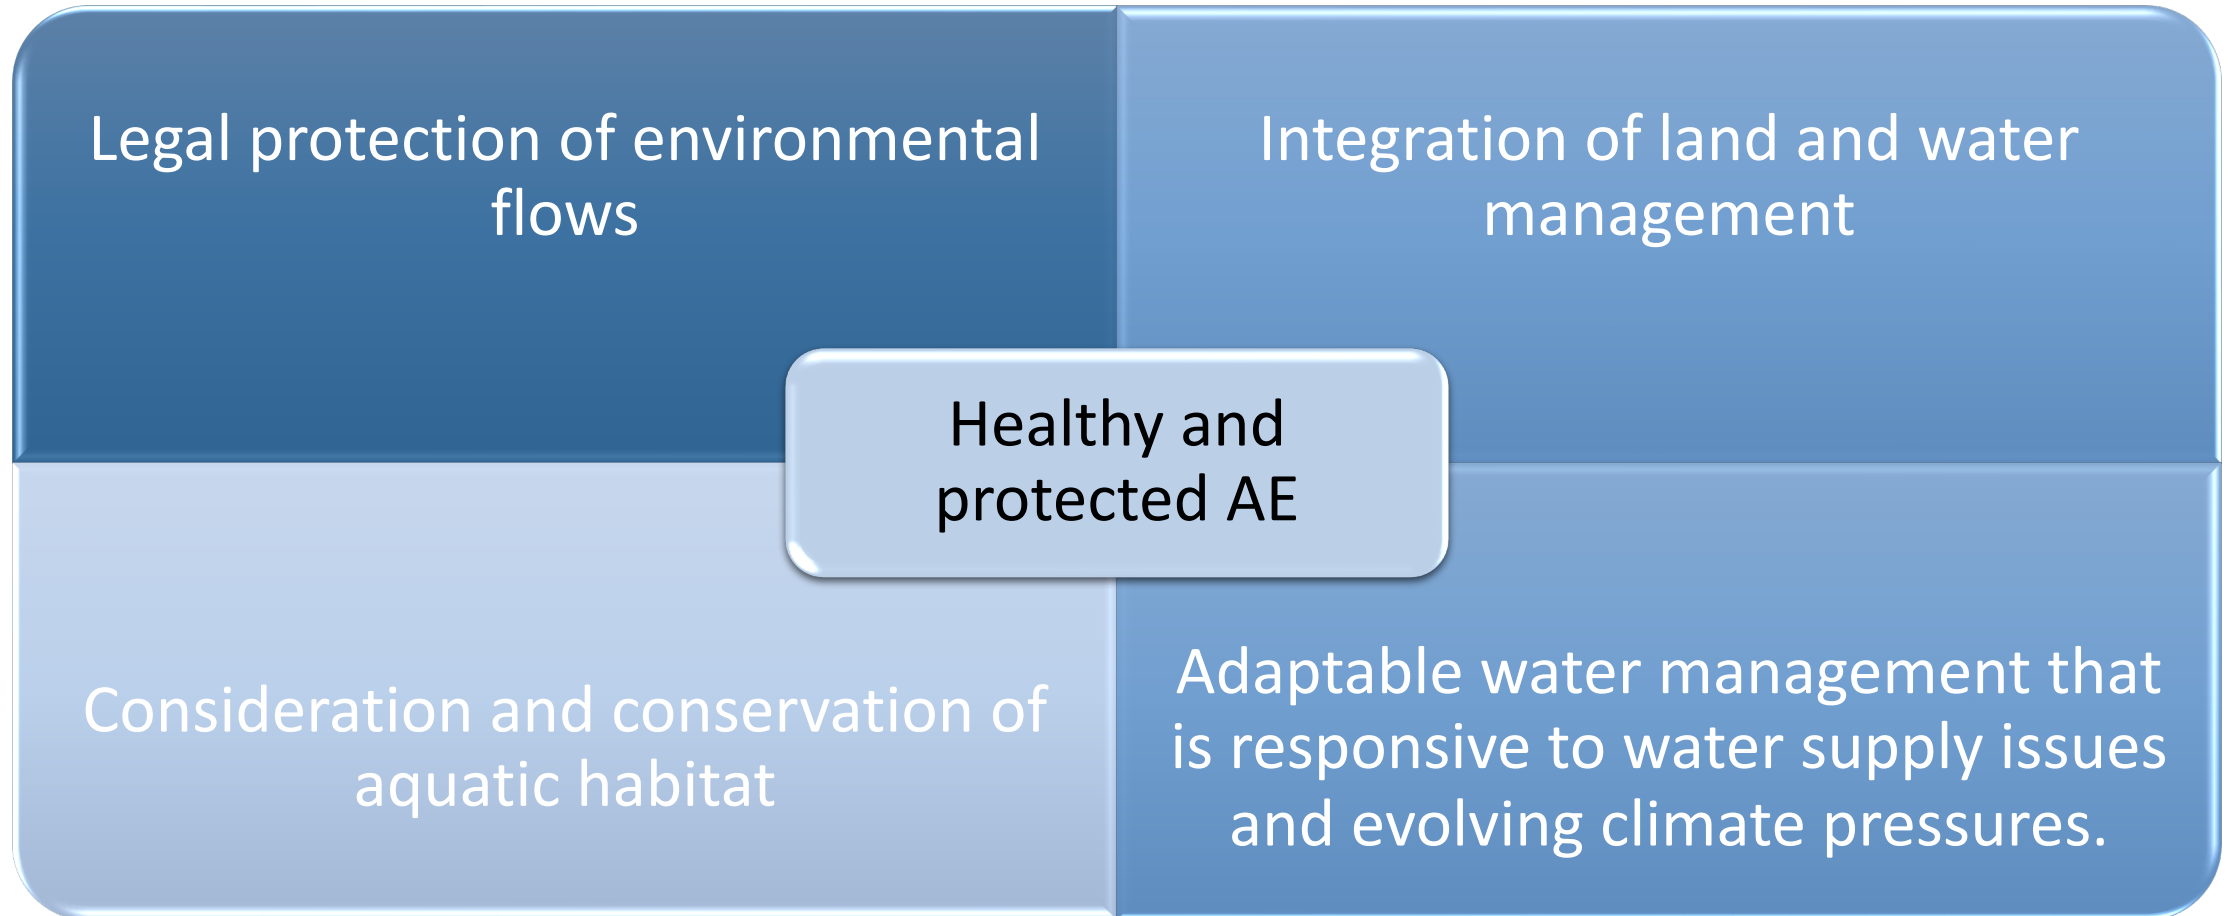 Legal protection of environmental
flows
Integration of land and water
management
Healthy and
protected AE
Consideration and conservation of
aquatic habitat
Adaptable water management that
is responsive to water supply issues
and evolving climate pressures.